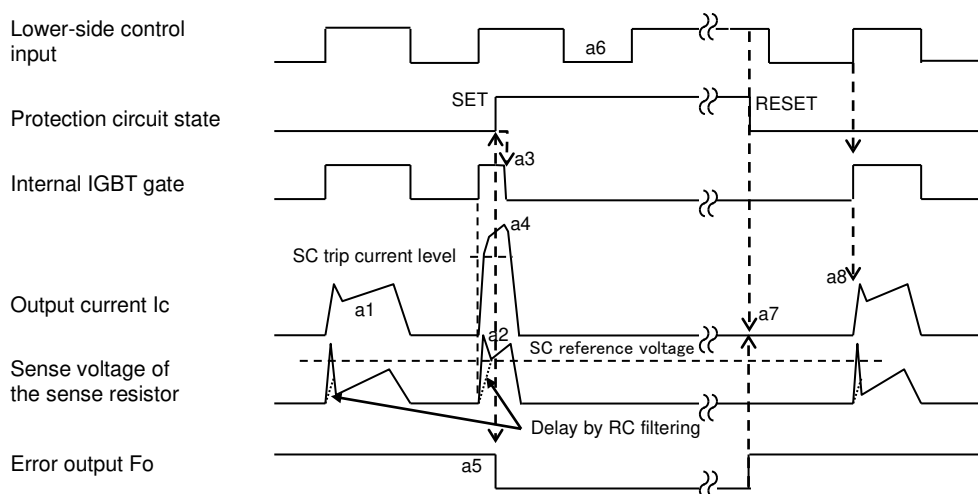 Lower-side control
input
a6
SET
RESET
Protection circuit state
a3
Internal IGBT gate
a4
SC trip current level
a8
Output current Ic
a1
a7
a2
SC reference voltage
Sense voltage of
the sense resistor
Delay by RC filtering
Error output Fo
a5